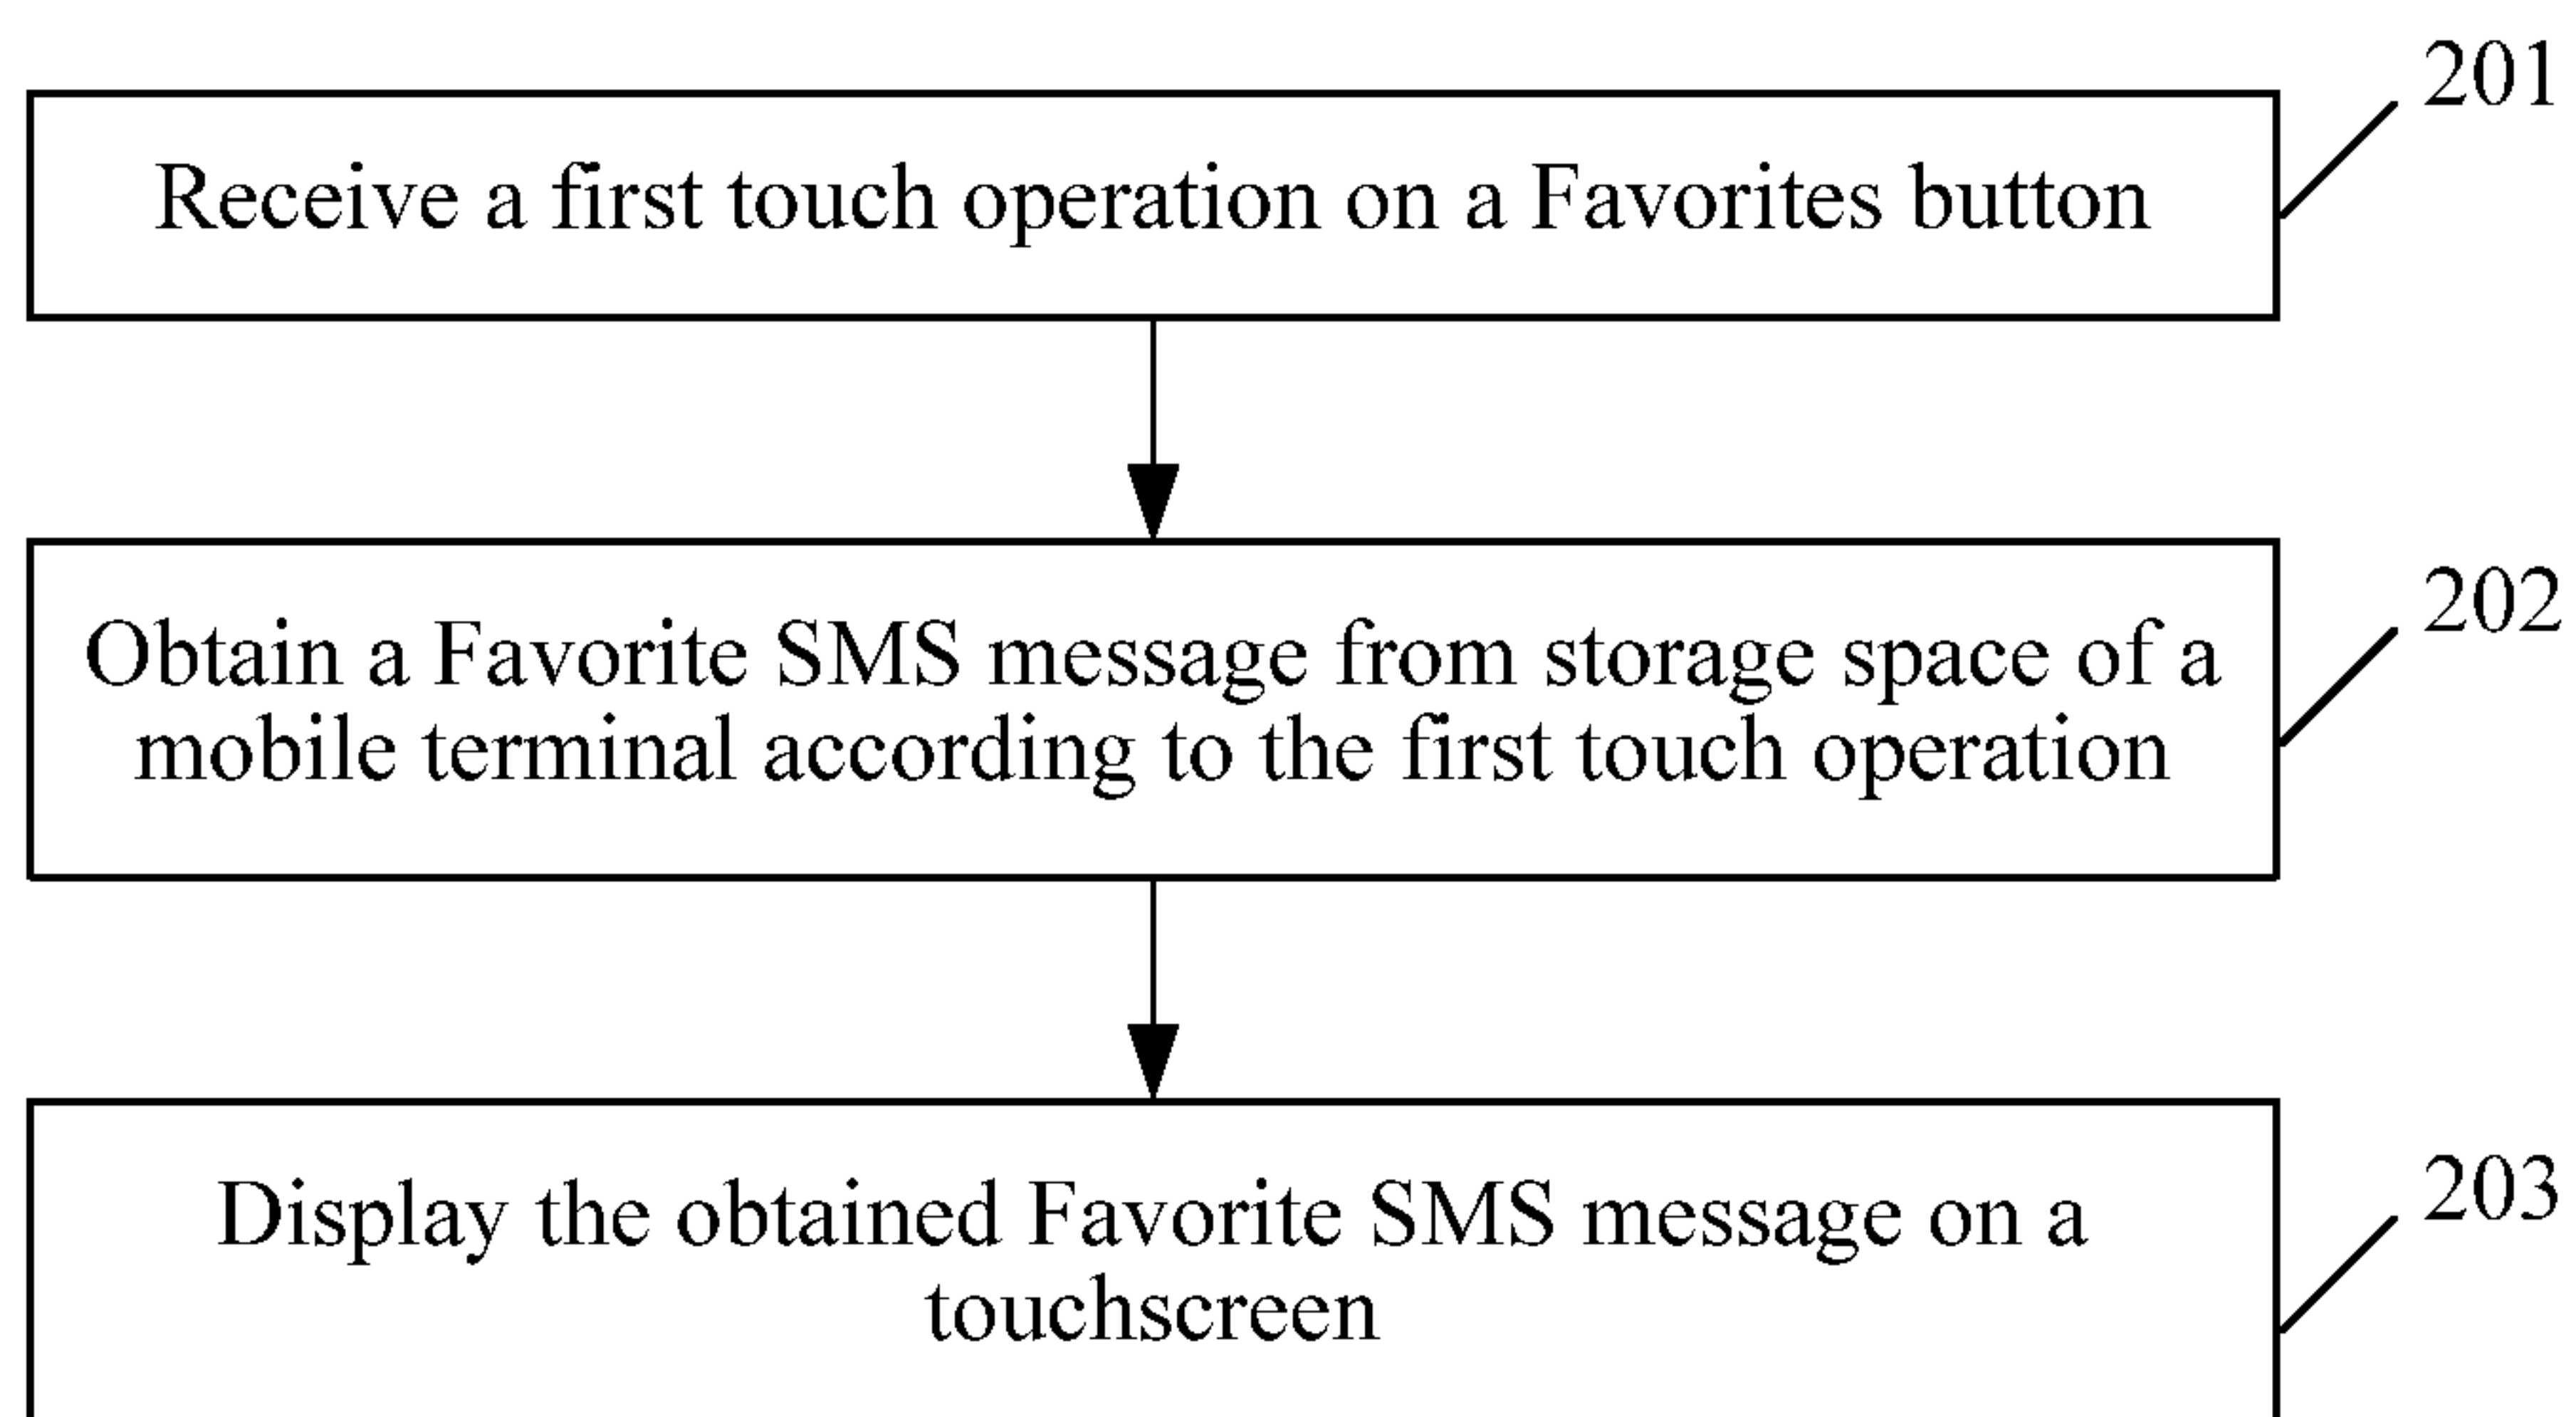 201
Receive a first touch operation on a Favorites button
202
Obtain a Favorite SMS message from storage space of a
mobile terminal according to the first touch operation
203
Display the obtained Favorite SMS message on a
touchscreen